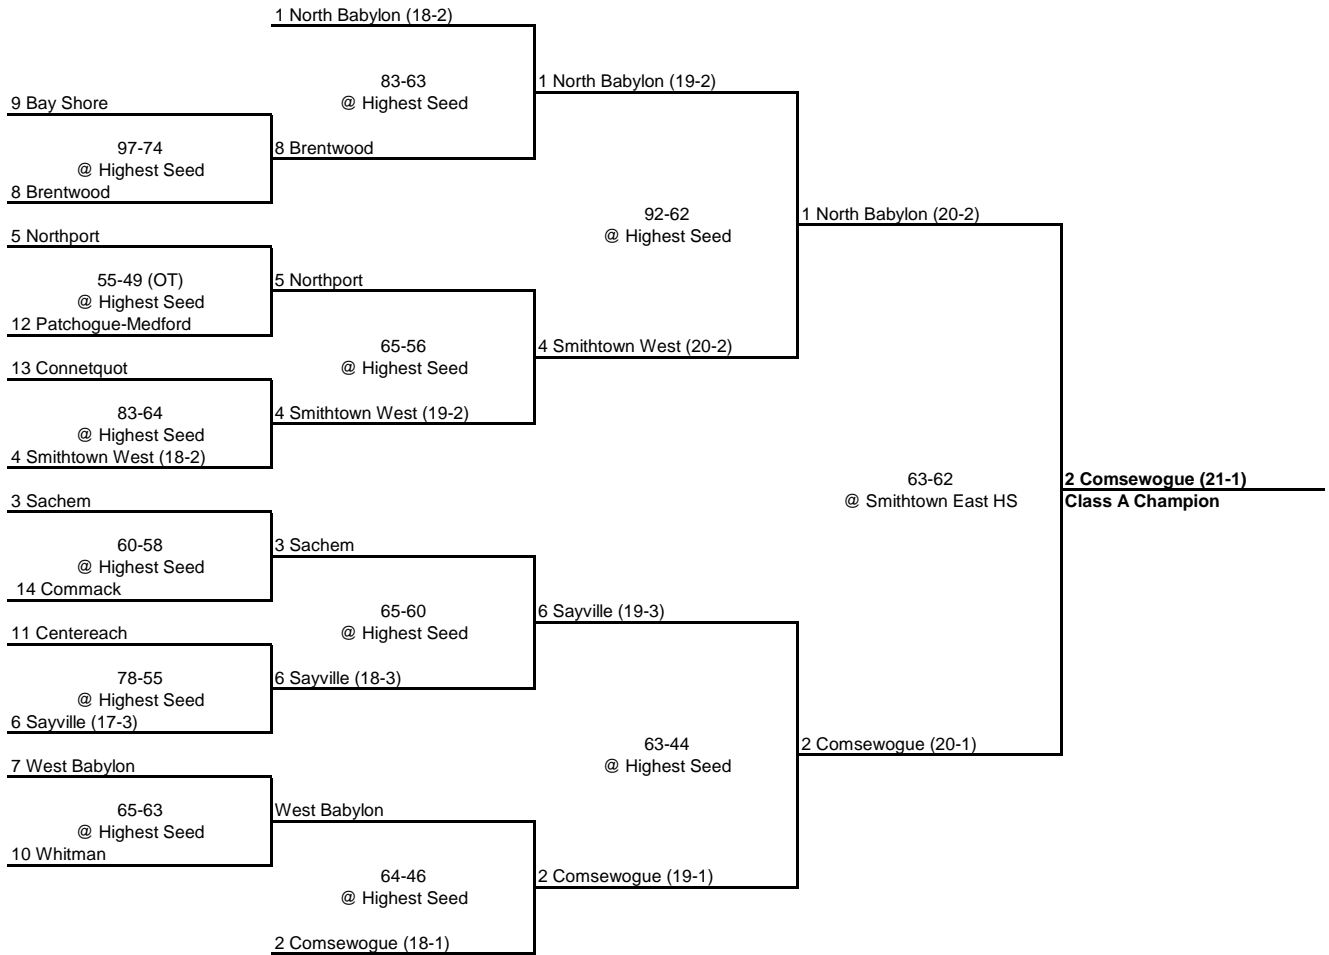 1 North Babylon (18-2)
83-63
@ Highest Seed
1 North Babylon (19-2)
9 Bay Shore
97-74
@ Highest Seed
8 Brentwood
8 Brentwood
92-62
@ Highest Seed
1 North Babylon (20-2)
5 Northport
55-49 (OT)
@ Highest Seed
5 Northport
12 Patchogue-Medford
65-56
@ Highest Seed
4 Smithtown West (20-2)
13 Connetquot
83-64
@ Highest Seed
4 Smithtown West (19-2)
4 Smithtown West (18-2)
63-62
@ Smithtown East HS
2 Comsewogue (21-1)
Class A Champion
3 Sachem
60-58
@ Highest Seed
3 Sachem
14 Commack
65-60
@ Highest Seed
6 Sayville (19-3)
11 Centereach
78-55
@ Highest Seed
6 Sayville (18-3)
6 Sayville (17-3)
63-44
@ Highest Seed
2 Comsewogue (20-1)
7 West Babylon
65-63
@ Highest Seed
West Babylon
10 Whitman
64-46
@ Highest Seed
2 Comsewogue (19-1)
2 Comsewogue (18-1)